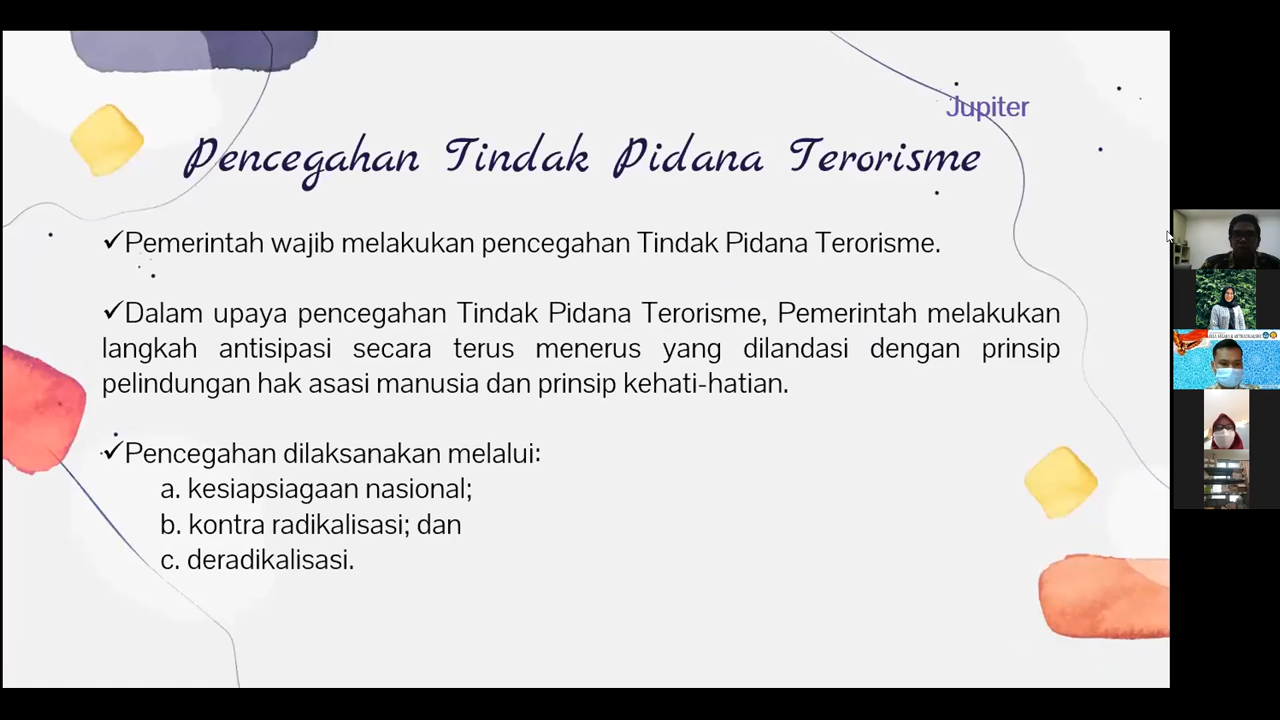 Jupiter
Pencegahan Tindak Pidana Terorisme
✓Pemerintah wajib melakukan pencegahan Tindak Pidana Terorisme.
✓Dalam upaya pencegahan Tindak Pidana Terorisme, Pemerintah melakukan
langkah antisipasi secara terus menerus yang dilandasi dengan prinsip
pelindungan hak asasi manusia dan prinsip kehati-hatian.
✓Pencegahan dilaksanakan melalui:
a. kesiapsiagaan nasional;
b. kontra radikalisasi; dan
c. deradikalisasi.